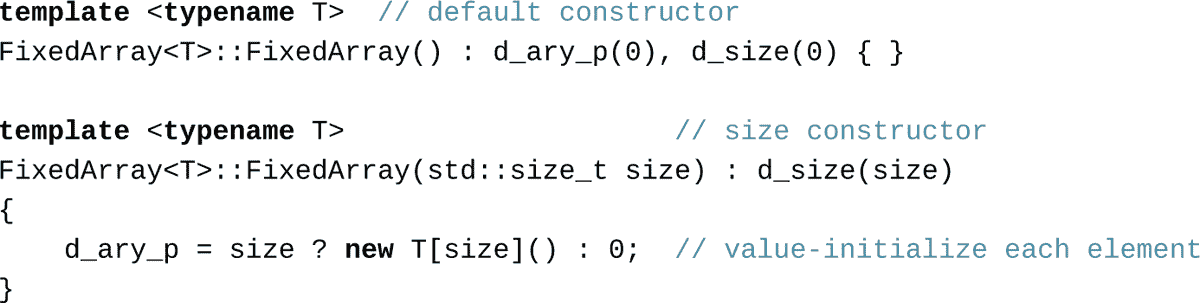 template <typename T>  // default constructor
FixedArray<T>::FixedArray() : d_ary_p(0), d_size(0) { }

template <typename T>                    // size constructor
FixedArray<T>::FixedArray(std::size_t size) : d_size(size)
{
    d_ary_p = size ? new T[size]() : 0;  // value-initialize each element
}